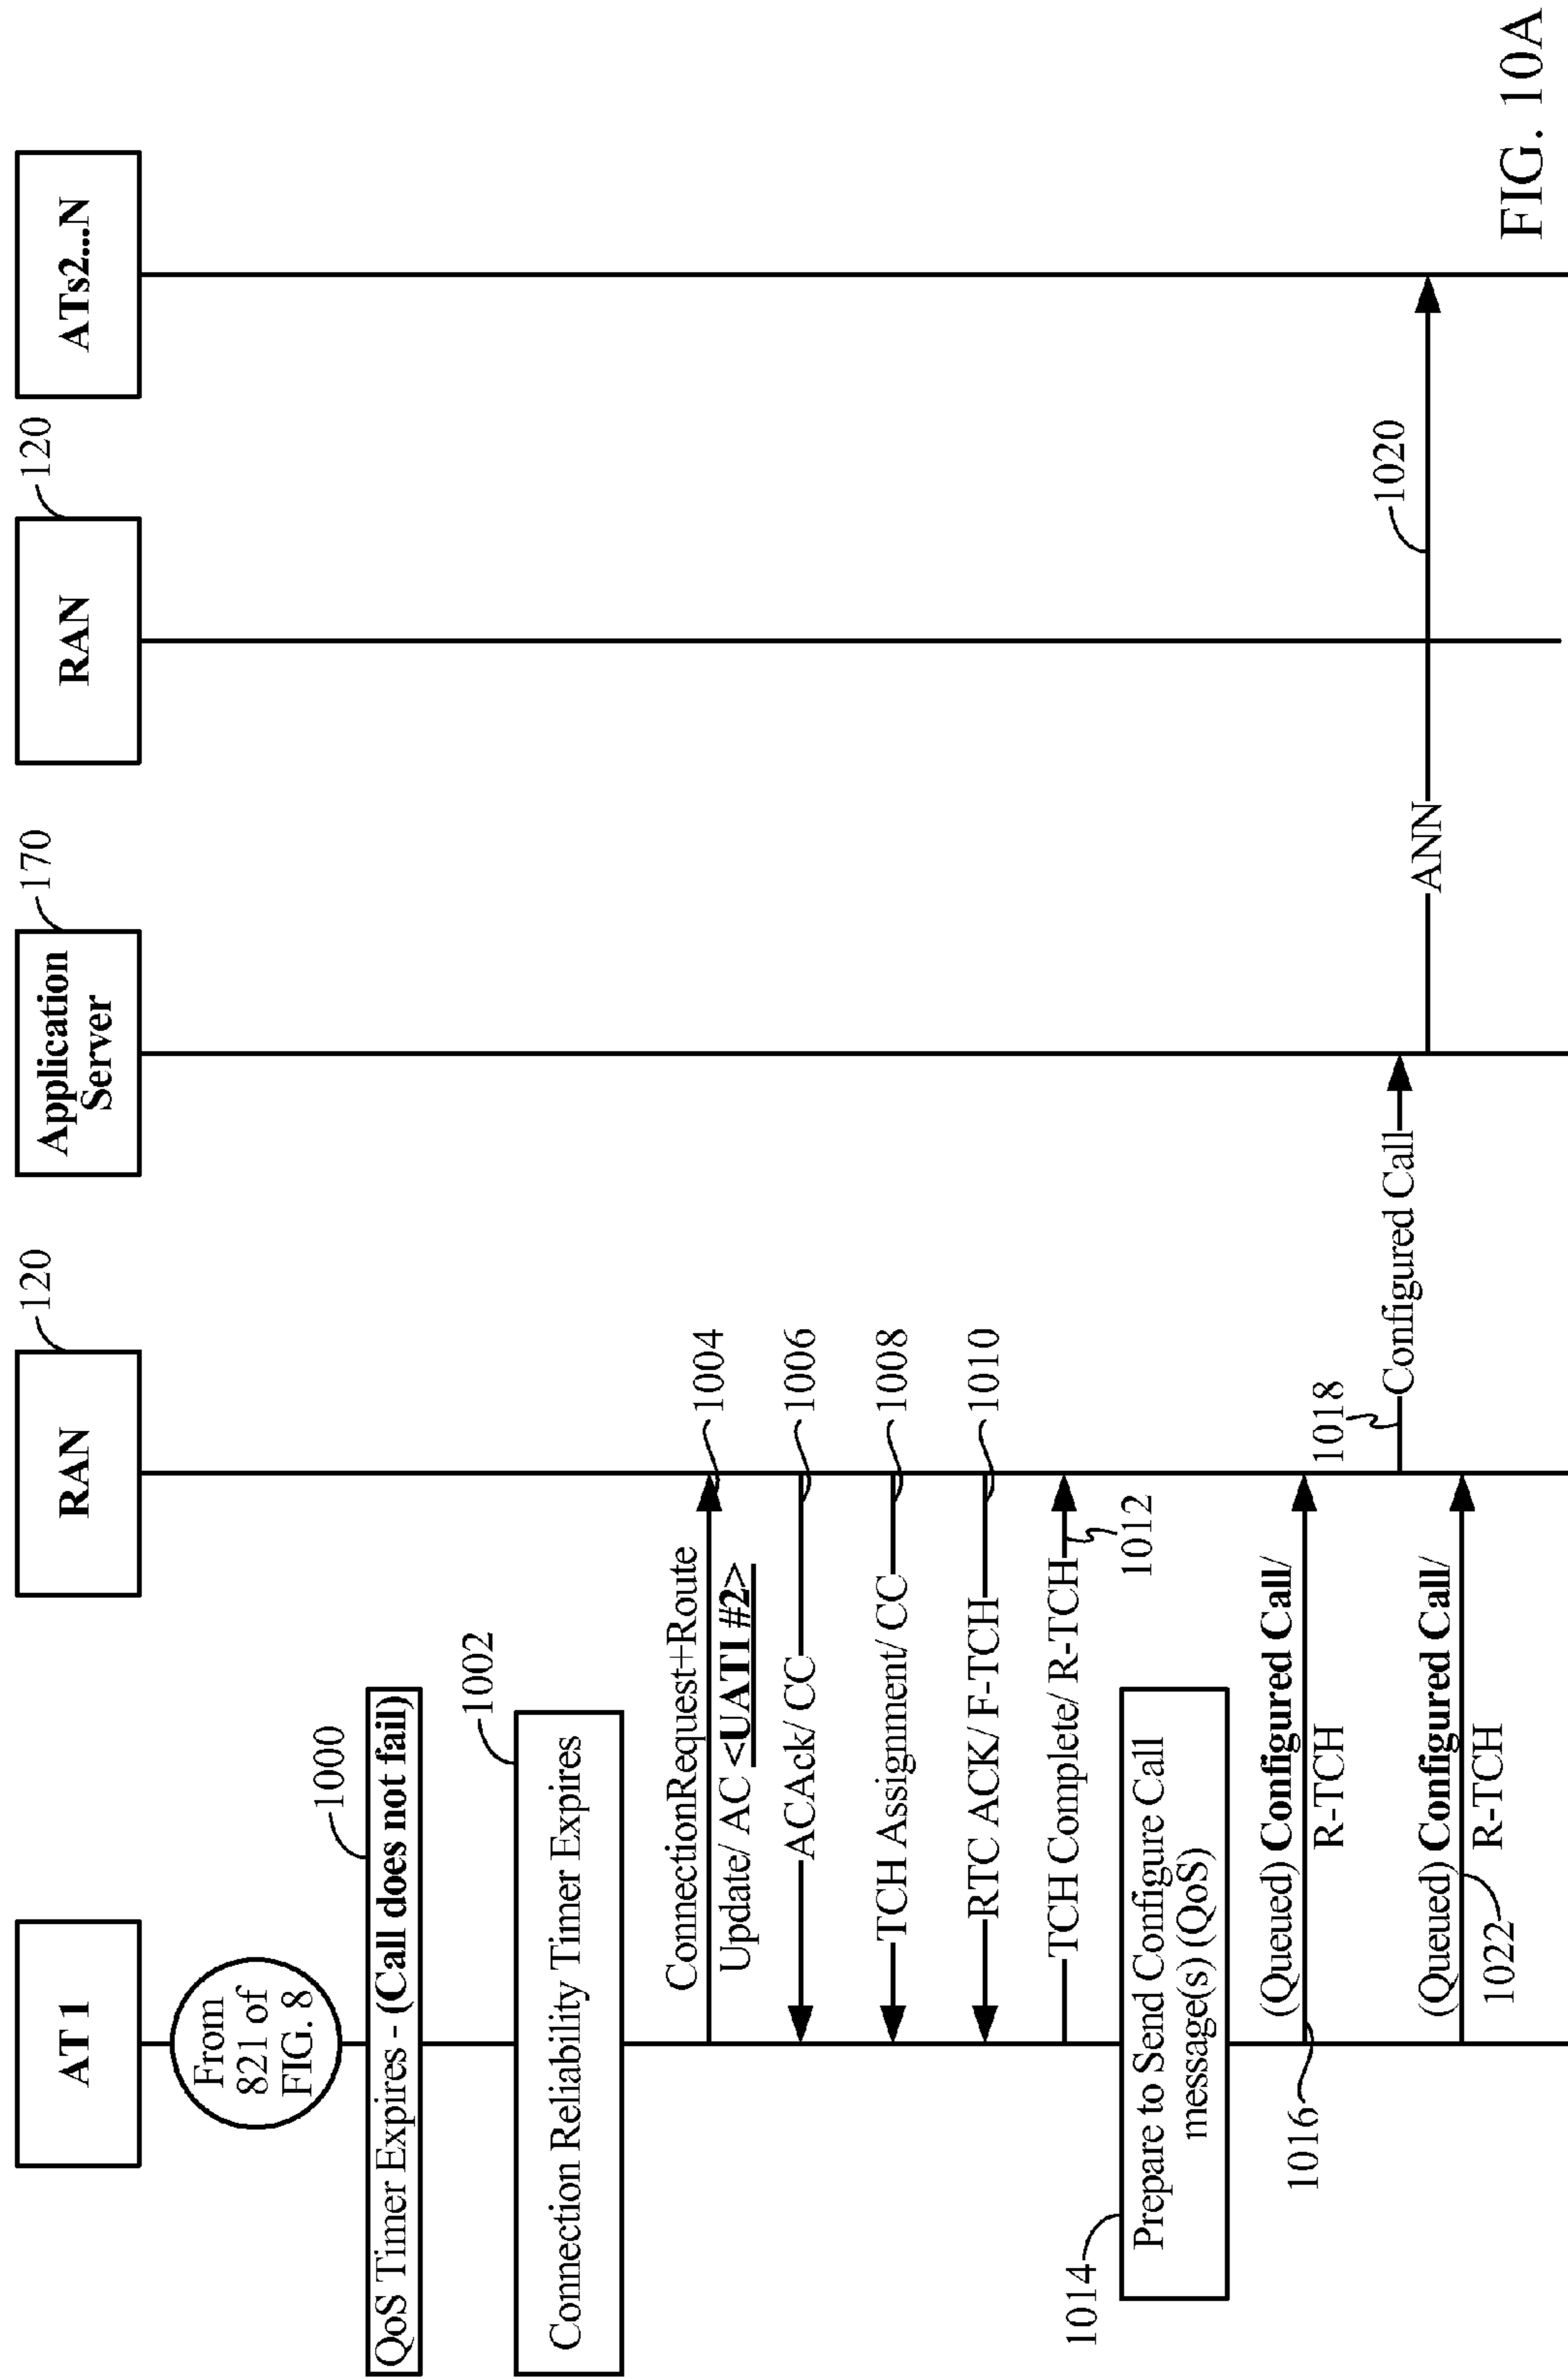 AT 1
RAN
120
Application
Server
170
RAN
120
ATs2...N
From
821 of
FIG. 8
1000
QoS Timer Expires - (Call does not fail)
1002
Connection Reliability Timer Expires
ConnectionRequest+Route
Update/ AC <UATI #2>
1004
ACAck/ CC
1006
TCH Assignment/ CC
1008
RTC ACK/ F-TCH
1010
TCH Complete/ R-TCH
1012
1014
Prepare to Send Configure Call
message(s) (QoS)
1016
(Queued) Configured Call/
R-TCH
1018
Configured Call
ANN
1020
(Queued) Configured Call/
R-TCH
1022
FIG. 10A